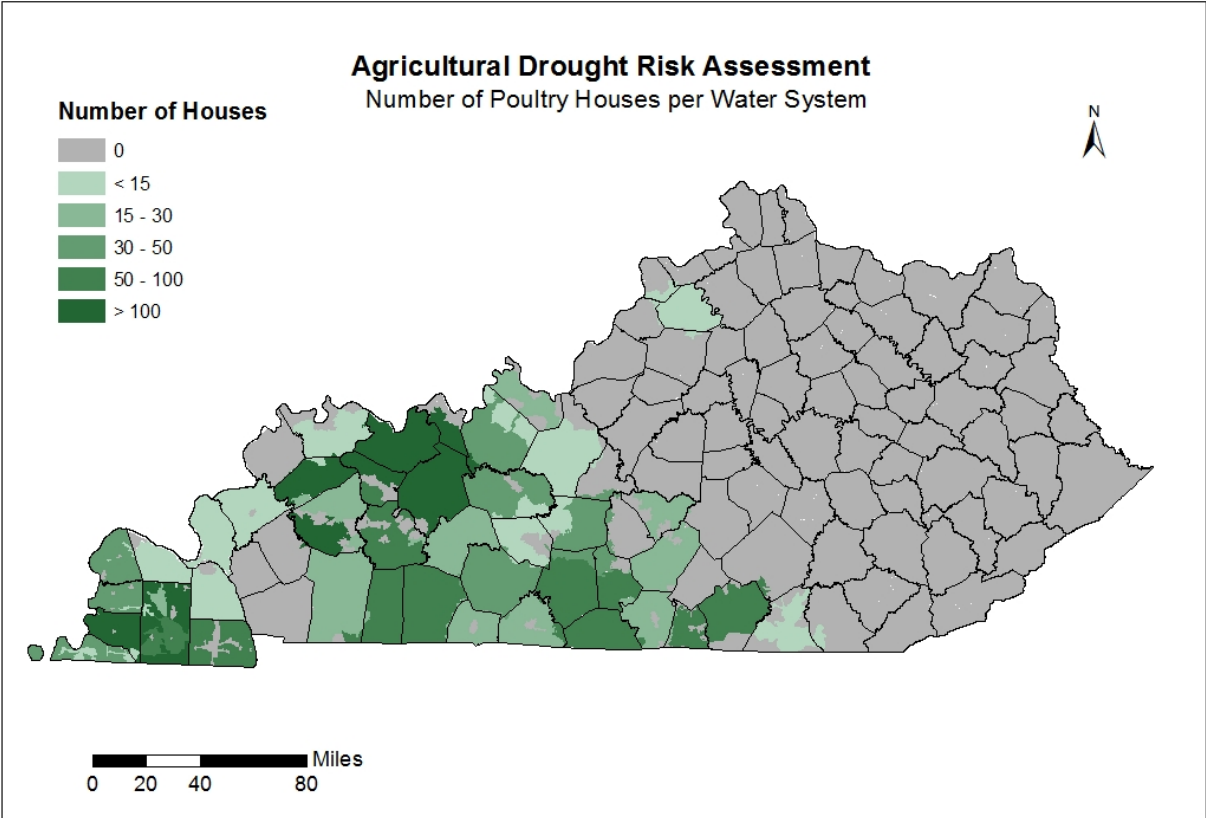 Agricultural Drought Risk Assessment
Number of Poultry Houses per Water System
Number of Houses
0
< 15
15 - 30
30 - 50
50 - 100
> 100
N
Miles
0 20 40 80